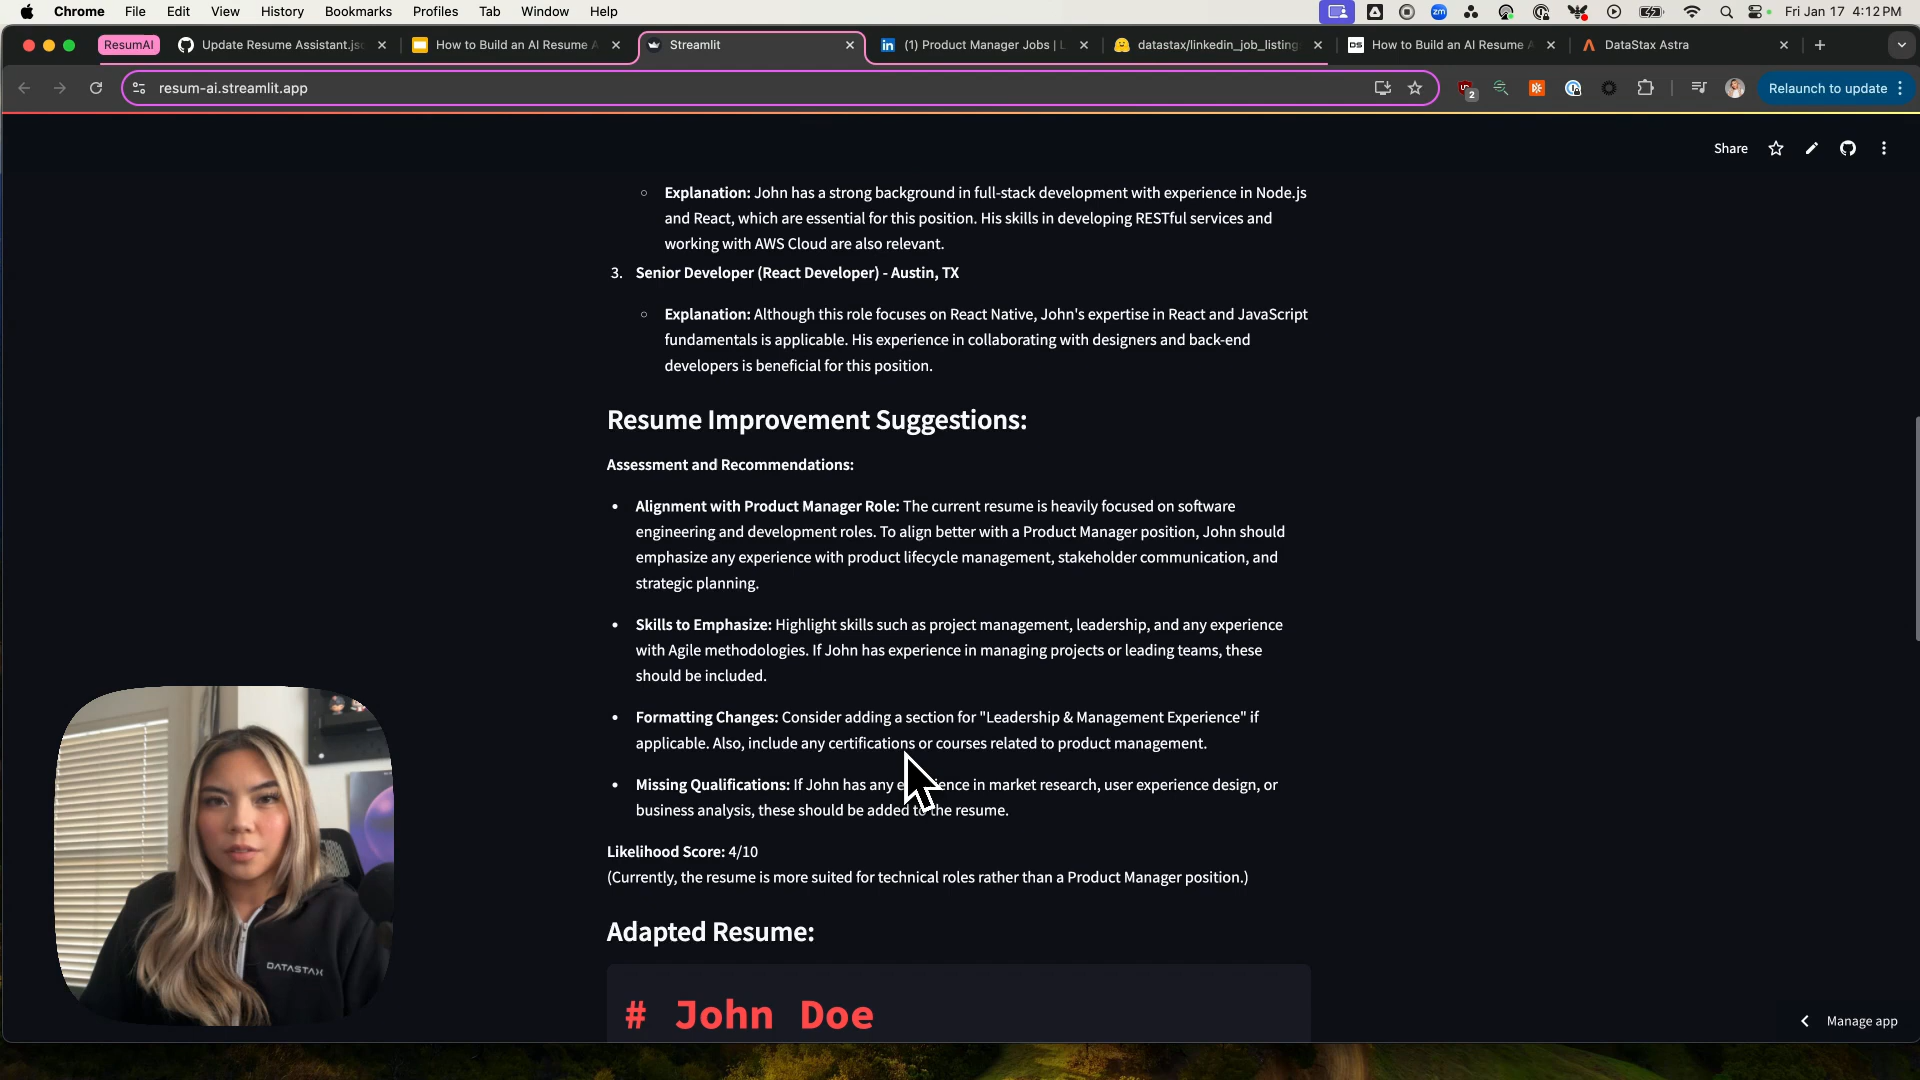 Chrome File Edit View History Bookmarks Profiles Tab Window Help
zm
Fri Jan 17 4:12 PM
ResumAI
Update Resume Assistant.jso
How to Build an AI Resume A
Streamlit
in (1) Product Manager Jobs | L
datastax/linkedin_job_listing
DS How to Build an AI Resume A
DataStax Astra
resum-ai.streamlit.app
2
Relaunch to update
Share
Explanation: John has a strong background in full-stack development with experience in Node.js
and React, which are essential for this position. His skills in developing RESTful services and
working with AWS Cloud are also relevant.
3. Senior Developer (React Developer) - Austin, TX
Explanation: Although this role focuses on React Native, John's expertise in React and JavaScript
fundamentals is applicable. His experience in collaborating with designers and back-end
developers is beneficial for this position.
Resume Improvement Suggestions:
Assessment and Recommendations:
Alignment with Product Manager Role: The current resume is heavily focused on software
engineering and development roles. To align better with a Product Manager position, John should
emphasize any experience with product lifecycle management, stakeholder communication, and
strategic planning.
Skills to Emphasize: Highlight skills such as project management, leadership, and any experience
with Agile methodologies. If John has experience in managing projects or leading teams, these
should be included.
Formatting Changes: Consider adding a section for "Leadership & Management Experience" if
applicable. Also, include any certifications or courses related to product management.
Missing Qualifications: If John has any in market research, user experience design, or
business analysis, these should be added to the resume.
Likelihood Score: 4/10
(Currently, the resume is more suited for technical roles rather than a Product Manager position.)
Adapted Resume:
# John Doe
DATASTAX
Manage app